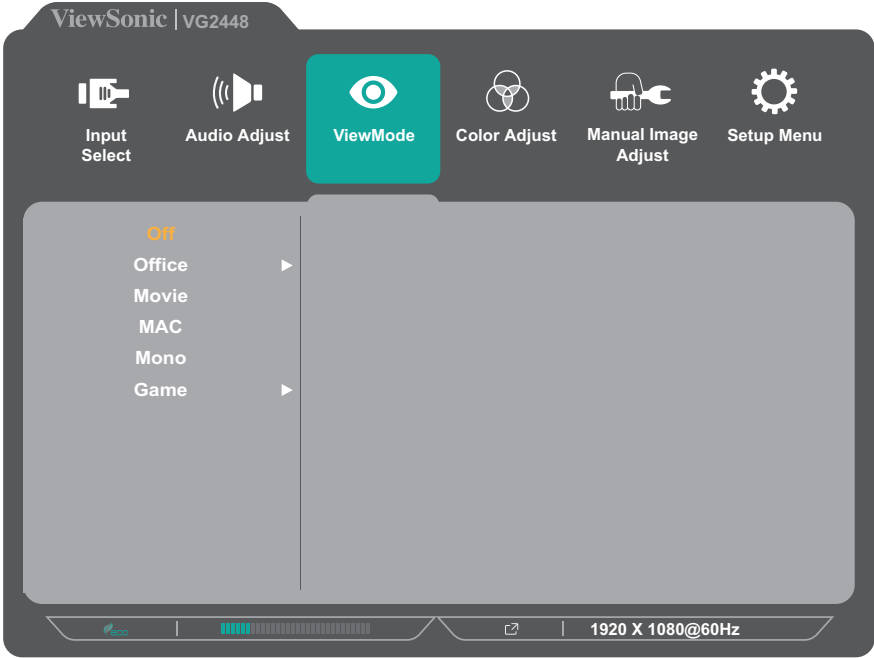 ViewSonic | VG2448
Input
Select
Audio Adjust
ViewMode
Color Adjust
Manual Image
Adjust
Setup Menu
Off
Office
Movie
MAC
Mono
Game
eco
1920 X 1080@60Hz